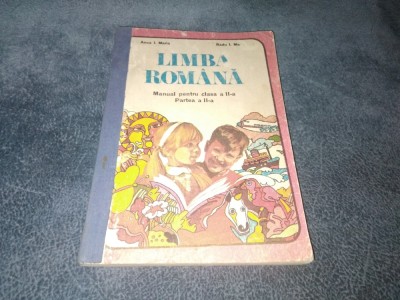 LIMBA
ROMÂNĂ
Manual pentru clasa a II-a
Partea a II-a